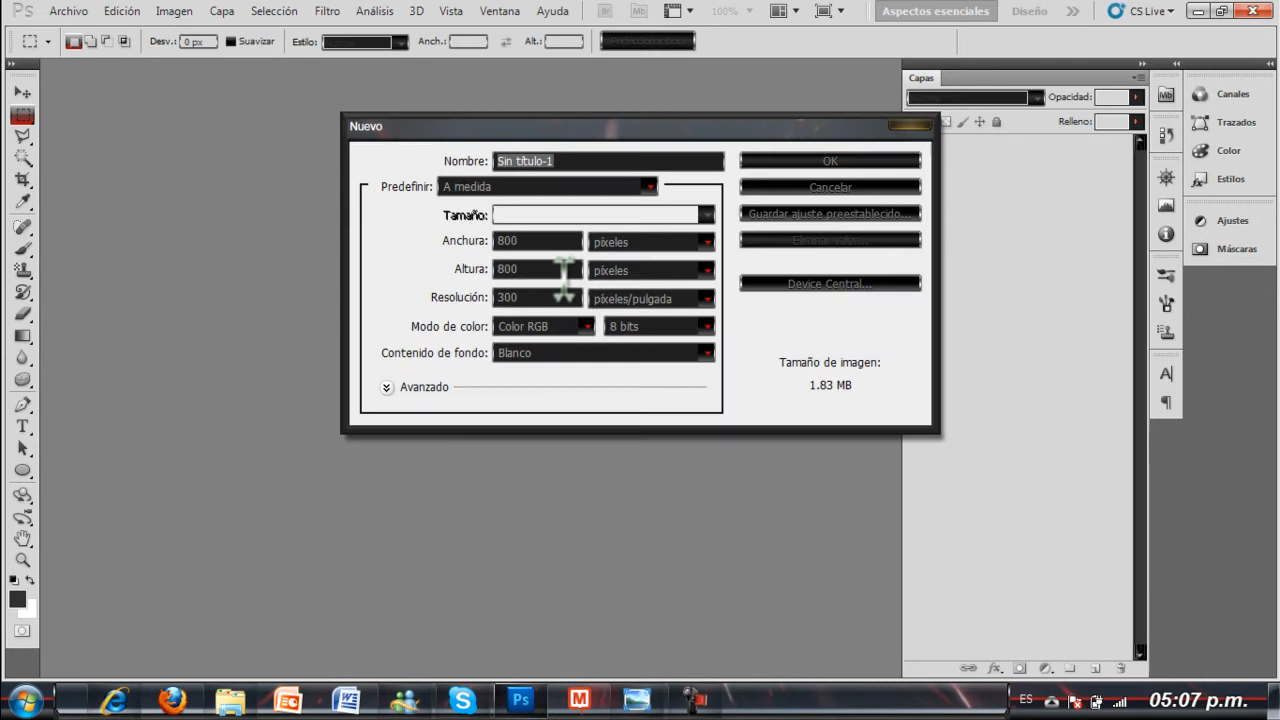 Ps Archivo Edición Imagen Capa Selección Filtro Análisis 3D Vista Ventana Ayuda Br Mb 100% Aspectos esenciales Diseño CS Live
Desv.: 0 px Suavizar Estilo: Anch.: Alt.:
Capas
Opacidad:
Relleno:
Mb
Canales
Trazados
Color
Estilos
Ajustes
Máscaras
Nuevo
Nombre: Sin título-1
Predefinir: A medida
Tamaño:
Anchura: 800 píxeles
Altura: 800 píxeles
Resolución: 300 píxeles/pulgada
Modo de color: Color RGB 8 bits
Contenido de fondo: Blanco
Avanzado
OK
Cancelar
Guardar ajuste preestablecido...
Device Central...
Tamaño de imagen:
1.83 MB
ES 05:07 p.m.